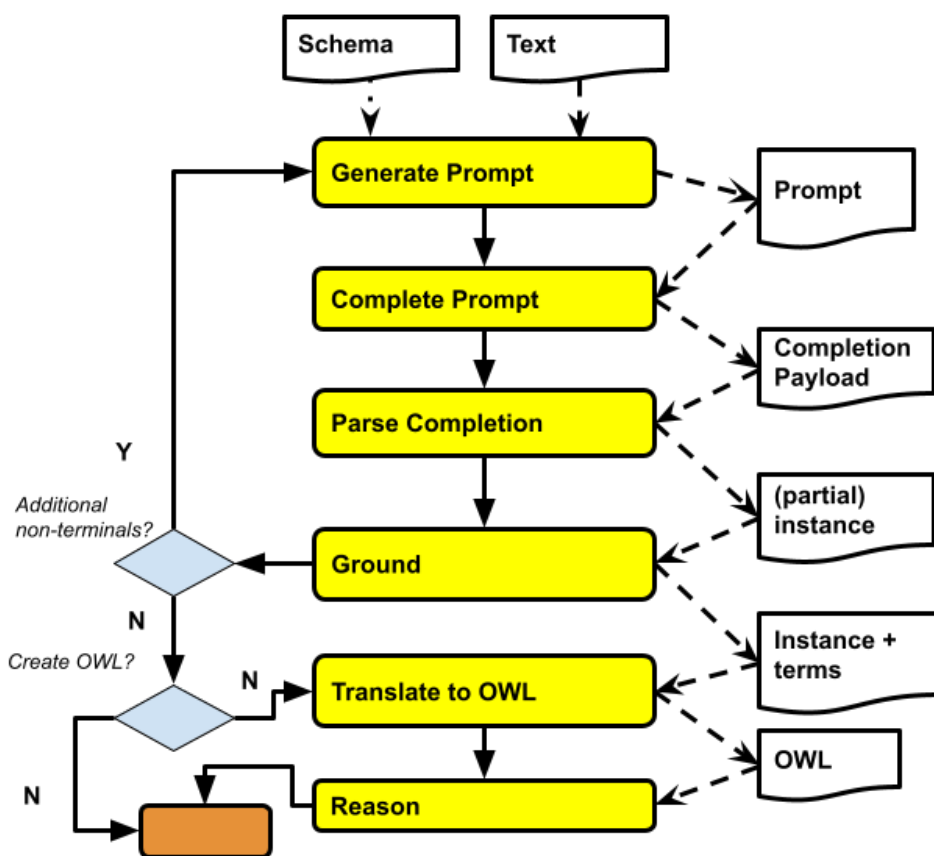 Schema
Text
Generate Prompt
Prompt
Complete Prompt
Completion
Payload
Parse Completion
Y
Additional
non-terminals?
(partial)
instance
Ground
N
Create OWL?
N
Instance +
terms
Translate to OWL
OWL
N
Reason